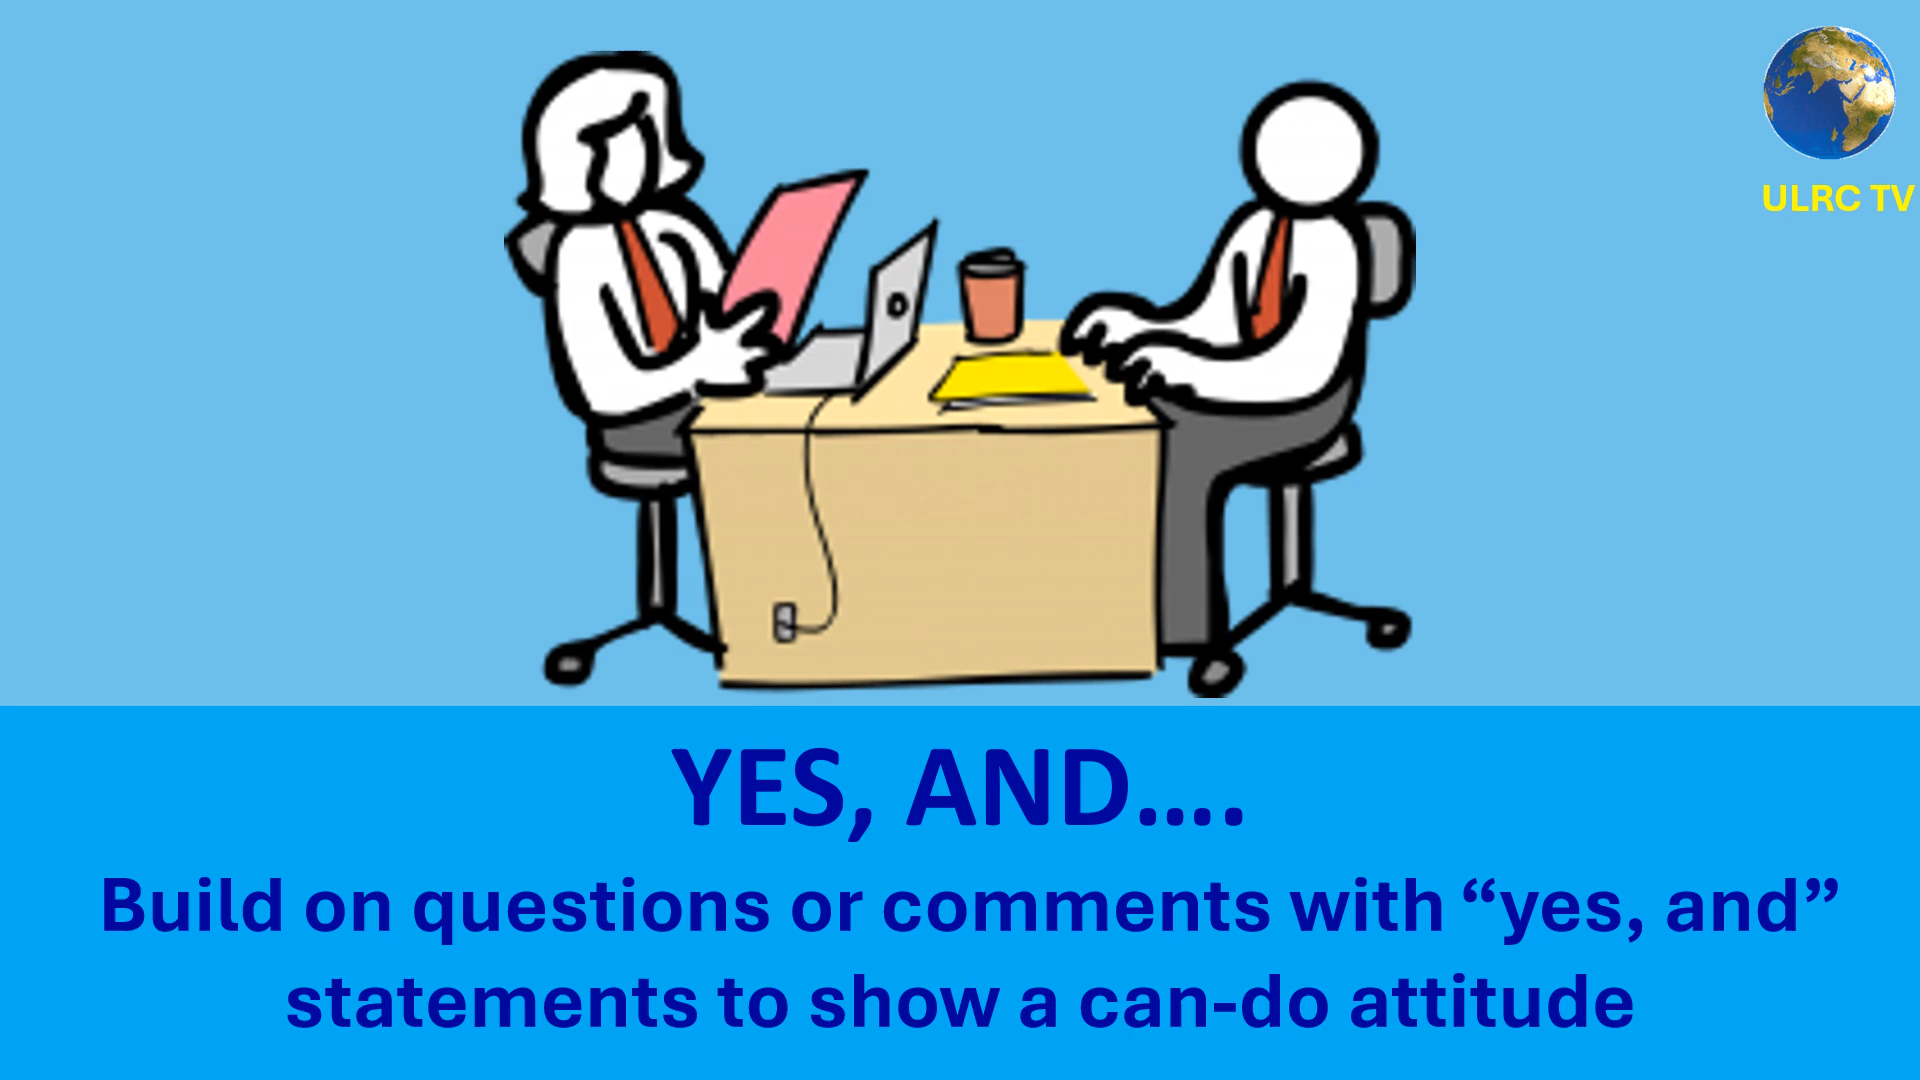 ULRC TV
YES, AND….
Build on questions or comments with “yes, and”
statements to show a can-do attitude